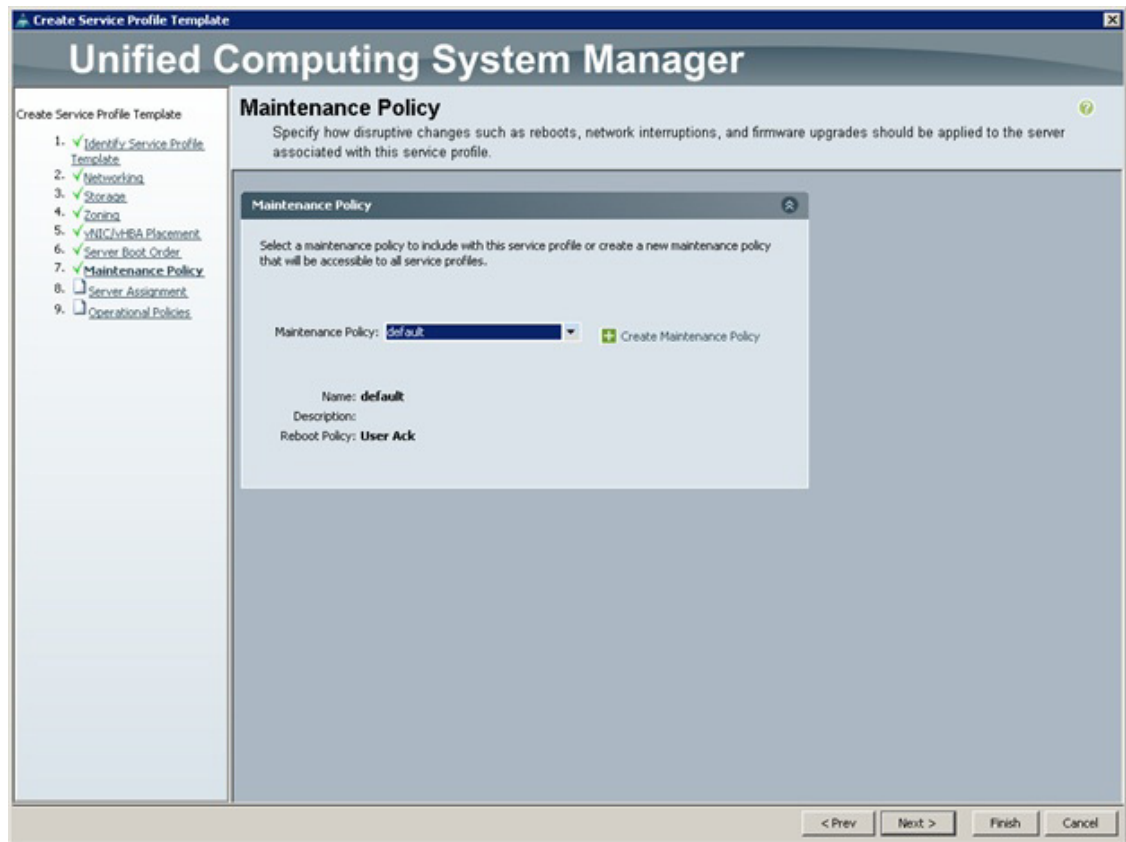 Create Service Profile Template
Unified Computing System Manager
Create Service Profile Template
1. Identify Service Profile
Template
2. Networking
3. Storage
4. Zoning
5. vNIC/vHBA Placement
6. Server Boot Order
7. Maintenance Policy
8. Server Assignment
9. Operational Policies
Maintenance Policy
Specify how disruptive changes such as reboots, network interruptions, and firmware upgrades should be applied to the server
associated with this service profile.
Maintenance Policy
Select a maintenance policy to include with this service profile or create a new maintenance policy
that will be accessible to all service profiles.
Maintenance Policy: default
Create Maintenance Policy
Name: default
Description:
Reboot Policy: User Ack
< Prev
Next >
Finish
Cancel